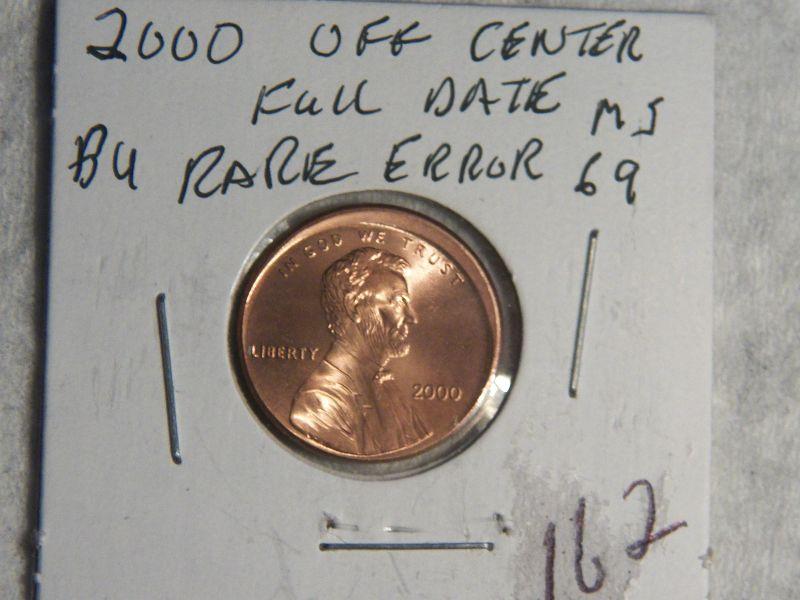 2000 OFF CENTER
FULL DATE MS
BU RARE ERROR 69
IN GOD WE TRUST
LIBERTY
2000
162